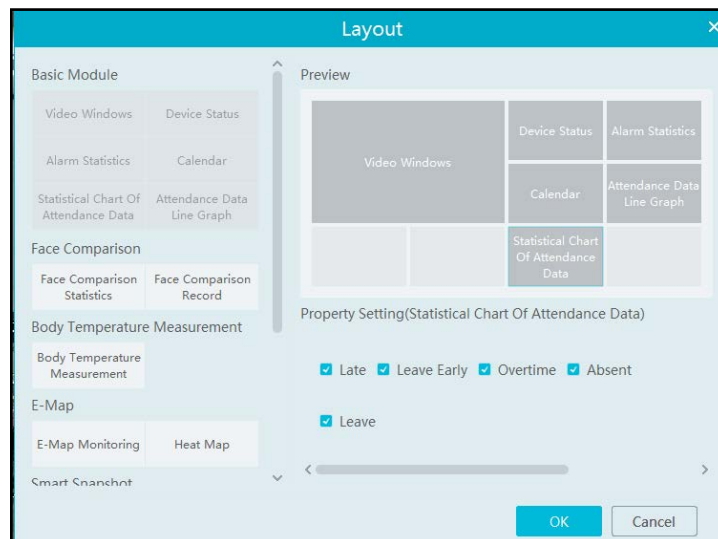 Layout
Basic Module
Video Windows
Device Status
Alarm Statistics
Calendar
Statistical Chart Of
Attendance Data
Attendance Data
Line Graph
Face Comparison
Face Comparison
Statistics
Face Comparison
Record
Body Temperature Measurement
Body Temperature
Measurement
E-Map
E-Map Monitoring
Heat Map
Smart Snapshot
Preview
Video Windows
Device Status
Alarm Statistics
Calendar
Attendance Data
Line Graph
Statistical Chart
Of Attendance
Data
Property Setting(Statistical Chart Of Attendance Data)
Late
Leave Early
Overtime
Absent
Leave
OK
Cancel